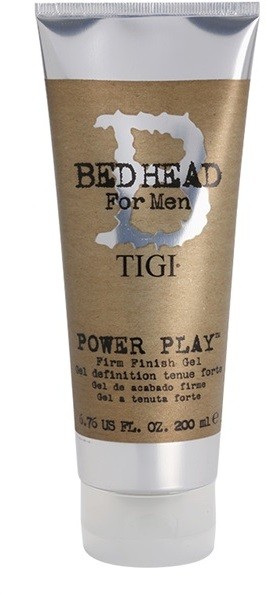 B
BED HEAD
For Men
TIGI®
POWER PLAY™
Firm Finish Gel
Gel definition tenue forte
Gel de acabado firme
Gel a tenuta forte
6.76 US FL. OZ. 200 ml e